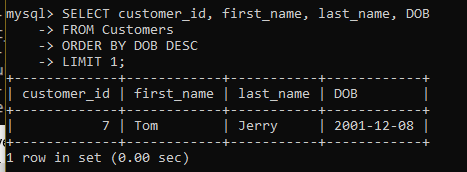 mysql> SELECT customer_id, first_name, last_name, DOB
-> FROM Customers
-> ORDER BY DOB DESC
-> LIMIT 1;
+-------------+------------+-----------+------------+
| customer_id | first_name | last_name | DOB        |
+-------------+------------+-----------+------------+
|           7 | Tom        | Jerry     | 2001-12-08 |
+-------------+------------+-----------+------------+
1 row in set (0.00 sec)